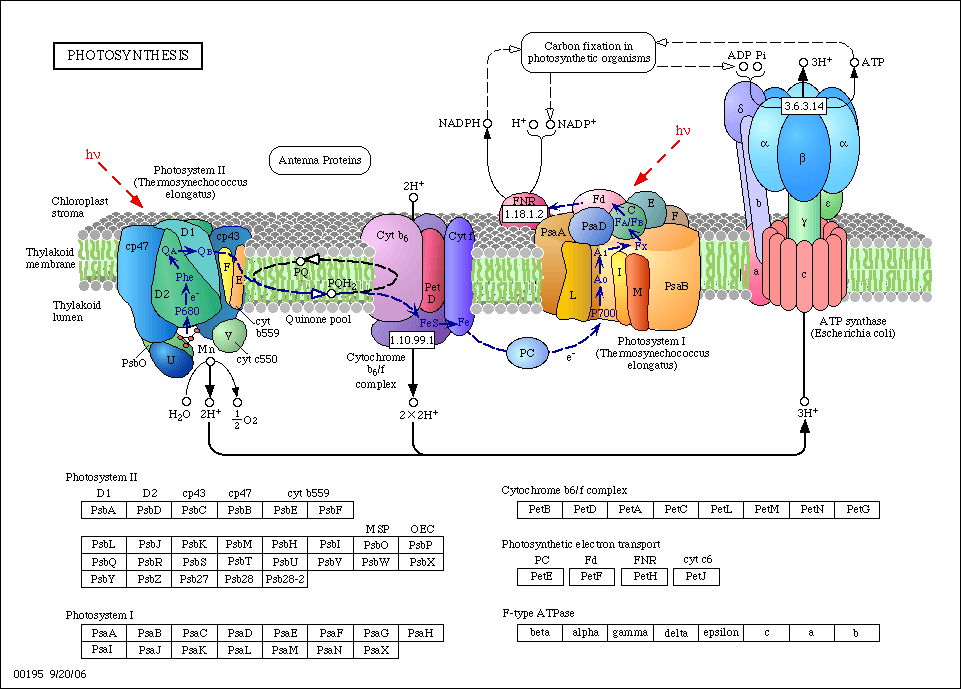 PHOTOSYNTHESIS
Carbon fixation in
photosynthetic organisms
ADP Pi
3H+
ATP
NADPH
H+
NADP+
3.6.3.14
δ
α
β
α
hν
hν
Antenna Proteins
Photosystem II
(Thermosynechococcus
elongatus)
2H+
FNR
1.18.1.2
Fd
Chloroplast
stroma
Thylakoid
membrane
Thylakoid
lumen
cp47
D1
cp43
QA
QB
Phe
D2
e-
P680
F
E
PsbO
U
Mn
V
cyt
b559
cyt c550
PQ
PQH2
Quinone pool
Cyt b6
Cyt f
Pet
D
FeS
Fe
1.10.99.1
Cytochrome
b6/f
complex
PC
e-
PsaA
PsaD
C
FA/FB
E
F
FX
A1
A0
I
L
M
PsaB
P700
Photosystem I
(Thermosynechococcus
elongatus)
b
ε
γ
a
c
ATP synthase
(Escherichia coli)
H2O
2H+
1/2 O2
2×2H+
3H+
Photosystem II
D1 D2 cp43 cp47 cyt b559
PsbA PsbD PsbC PsbB PsbE PsbF
MSP OEC
PsbL PsbJ PsbK PsbM PsbH PsbI PsbO PsbP
PsbQ PsbR PsbS PsbT PsbU PsbV PsbW PsbX
PsbY PsbZ Psb27 Psb28 Psb28-2
Photosystem I
PsaA PsaB PsaC PsaD PsaE PsaF PsaG PsaH
PsaI PsaJ PsaK PsaL PsaM PsaN PsaX
Cytochrome b6/f complex
PetB PetD PetA PetC PetL PetM PetN PetG
Photosynthetic electron transport
PC Fd FNR cyt c6
PetE PetF PetH PetJ
F-type ATPase
beta alpha gamma delta epsilon c a b
00195 9/20/06